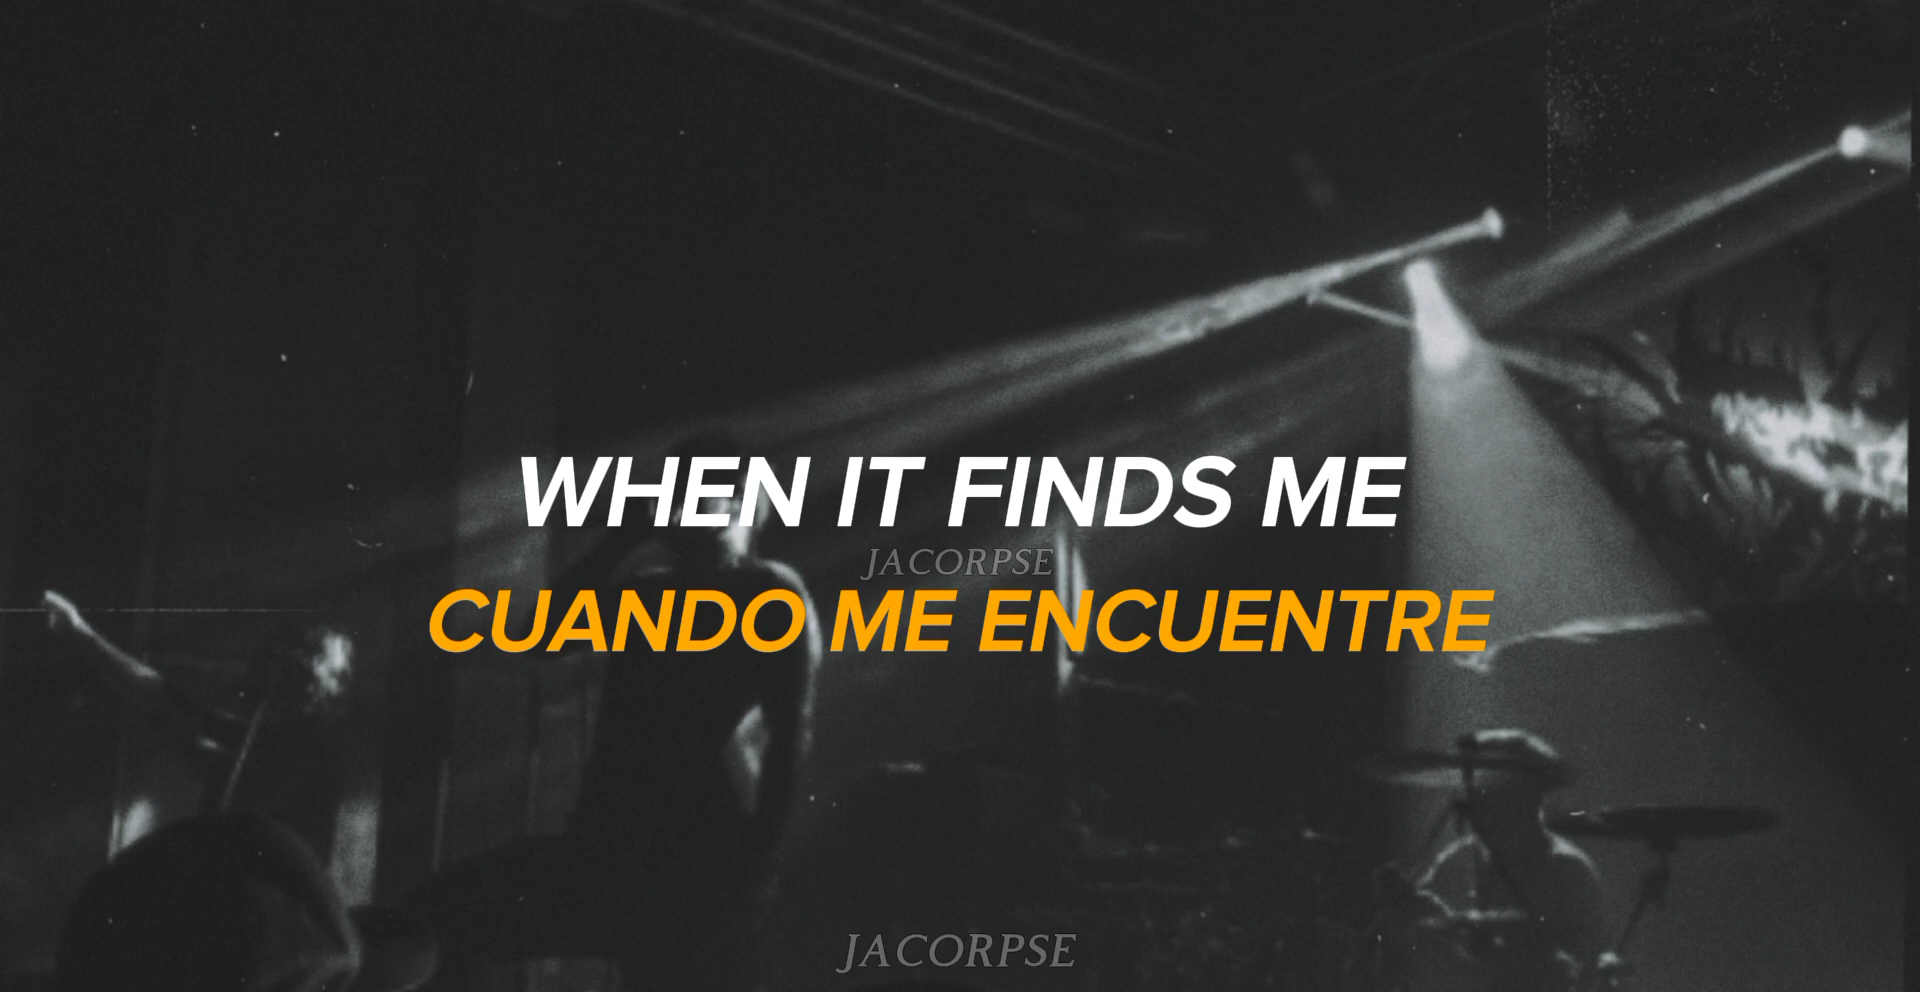 WHEN IT FINDS ME
JACORPSE
CUANDO ME ENCUENTRE
JACORPSE